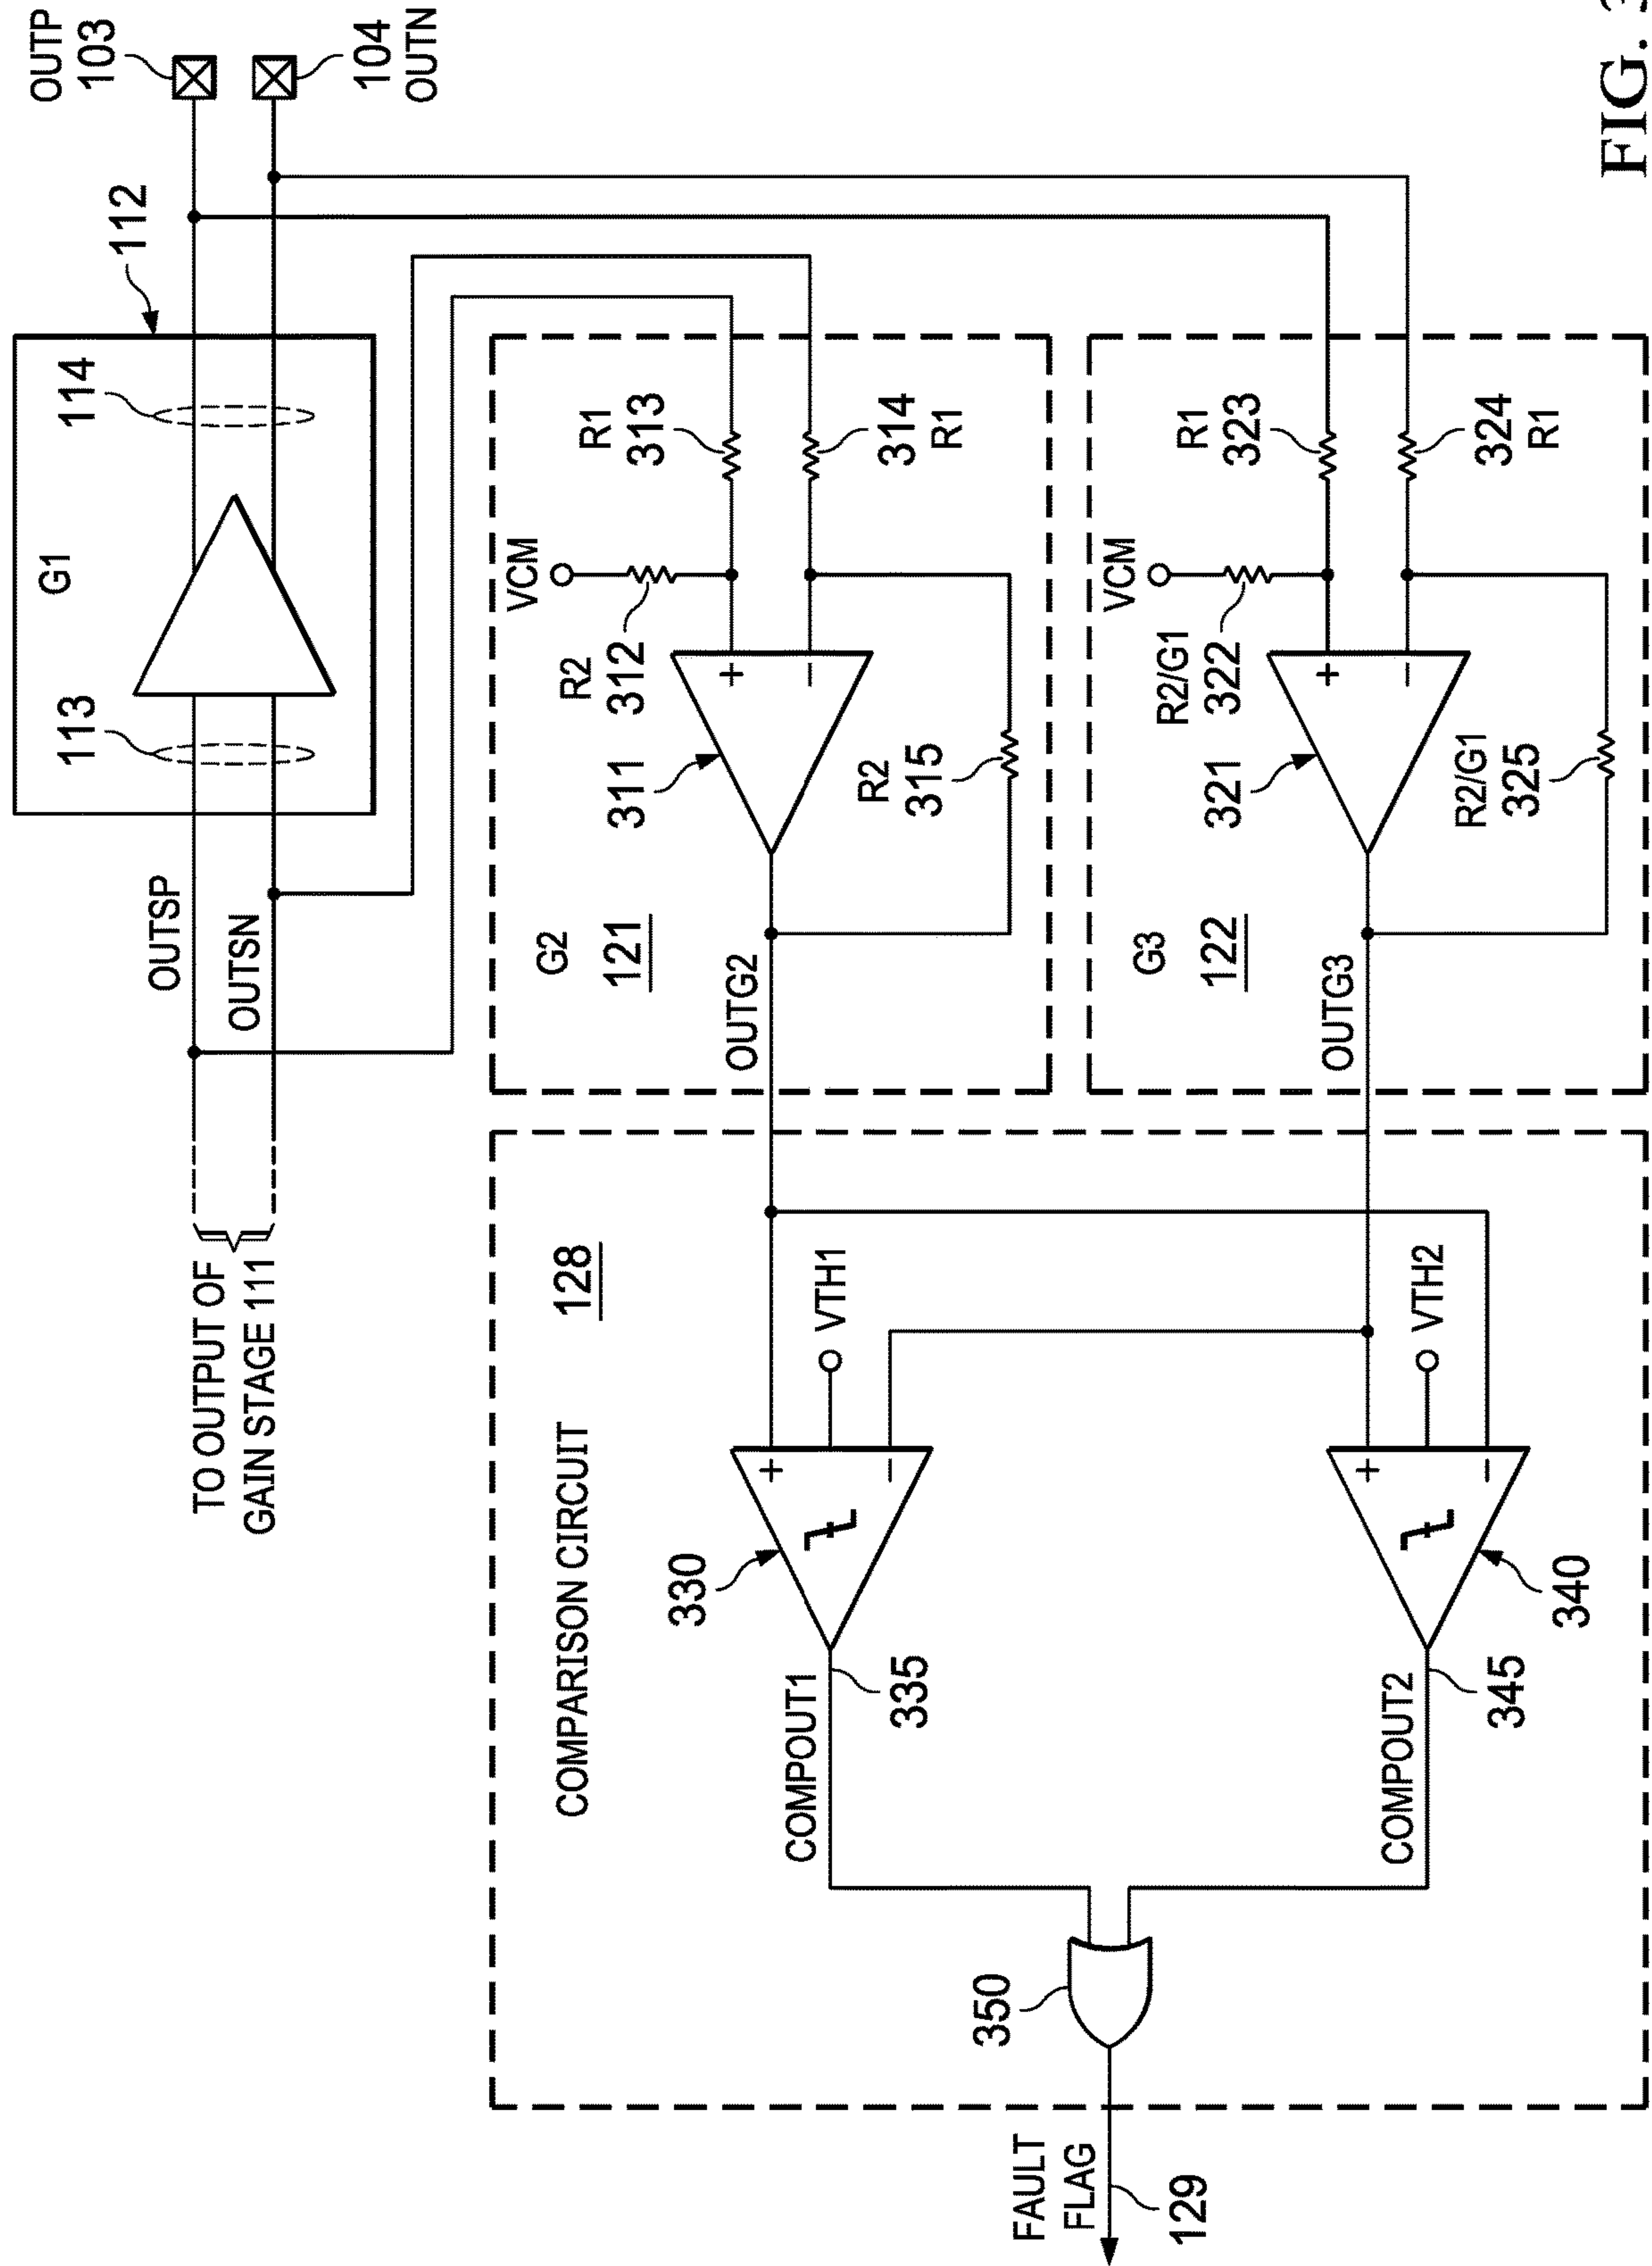 OUTP
103
104
OUTN
112
G1
113
114
OUTSP
OUTSN
TO OUTPUT OF
GAIN STAGE 111
G2
121
OUTG2
311
R2
312
VCM
R1
313
314
R1
R2
315
+
−
G3
122
OUTG3
321
R2/G1
322
VCM
R1
323
324
R1
R2/G1
325
+
−
COMPARISON CIRCUIT
128
330
+
−
VTH1
COMPOUT1
335
340
+
−
VTH2
COMPOUT2
345
350
FAULT
FLAG
129
FIG. 3